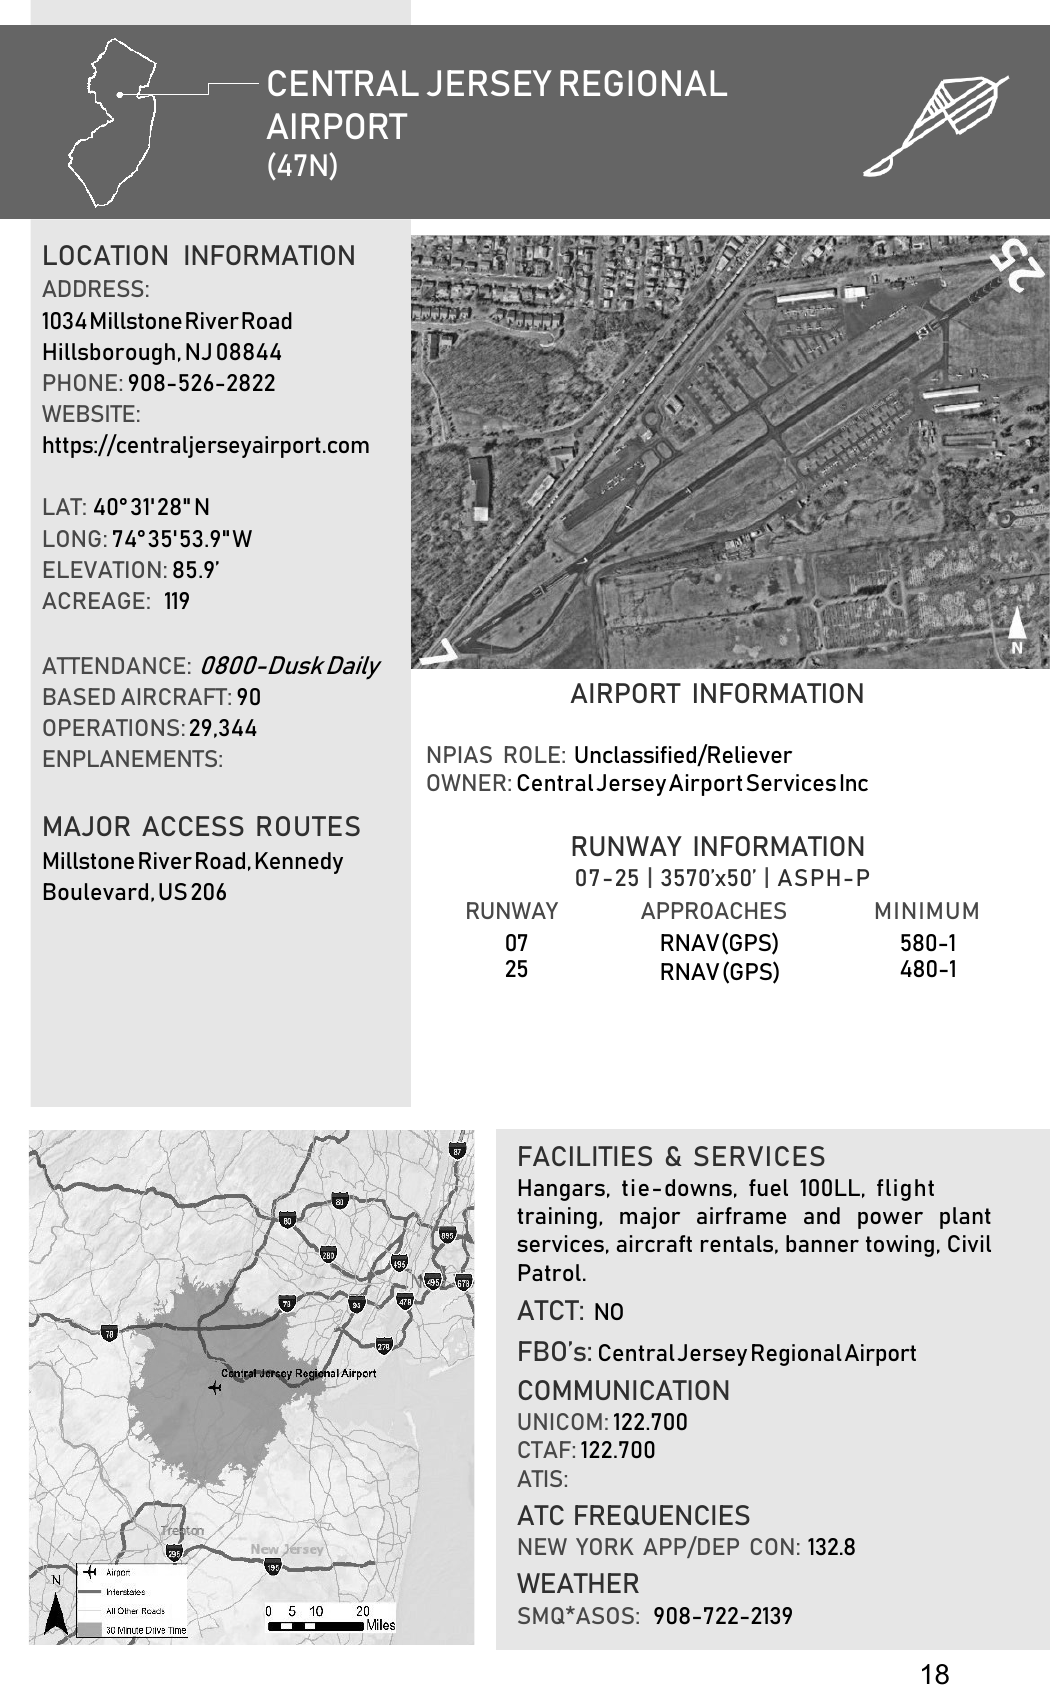 CENTRAL JERSEY REGIONAL
AIRPORT
(47N)
LOCATION INFORMATION
ADDRESS:
1034 Millstone River Road
Hillsborough, NJ 08844
PHONE: 908-526-2822
WEBSITE:
https://centraljerseyairport.com
LAT: 40°31'28" N
LONG: 74°35'53.9" W
ELEVATION: 85.9’
ACREAGE: 119
ATTENDANCE: 0800-Dusk Daily
BASED AIRCRAFT: 90
OPERATIONS: 29,344
ENPLANEMENTS:
MAJOR ACCESS ROUTES
Millstone River Road, Kennedy
Boulevard, US 206
25
7
N
AIRPORT INFORMATION
NPIAS ROLE: Unclassified/Reliever
OWNER: Central Jersey Airport Services Inc
RUNWAY INFORMATION
07-25 | 3570’x50’ | ASPH-P
RUNWAY APPROACHES MINIMUM
07 RNAV (GPS) 580-1
25 RNAV (GPS) 480-1
87
80
80
280
495
895
495
678
78
94
478
78
278
Central Jersey Regional Airport
Trenton
295
New Jersey
195
N
Airport
Interstates
All Other Roads
30 Minute Drive Time
0 5 10 20
Miles
FACILITIES & SERVICES
Hangars, tie-downs, fuel 100LL, flight
training, major airframe and power plant
services, aircraft rentals, banner towing, Civil
Patrol.
ATCT: NO
FBO’s: Central Jersey Regional Airport
COMMUNICATION
UNICOM: 122.700
CTAF: 122.700
ATIS:
ATC FREQUENCIES
NEW YORK APP/DEP CON: 132.8
WEATHER
SMQ*ASOS: 908-722-2139
18